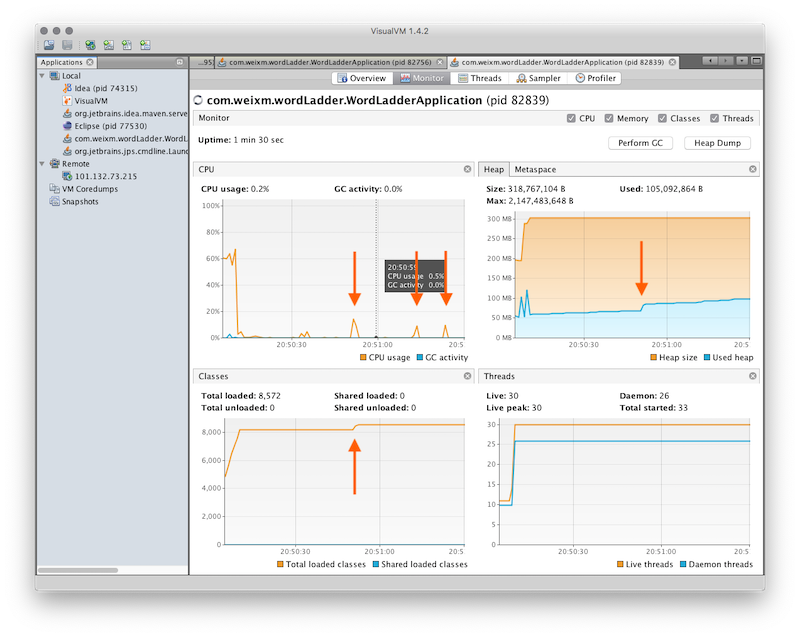 VisualVM 1.4.2
Applications
...95
com.weixm.wordLadder.WordLadderApplication (pid 82756)
com.weixm.wordLadder.WordLadderApplication (pid 82839)
Local
Idea (pid 74315)
VisualVM
org.jetbrains.idea.maven.serve
Eclipse (pid 77530)
com.weixm.wordLadder.WordL
org.jetbrains.jps.cmdline.Laun
Remote
101.132.73.215
VM Coredumps
Snapshots
Overview Monitor Threads Sampler Profiler
com.weixm.wordLadder.WordLadderApplication (pid 82839)
Monitor
CPU Memory Classes Threads
Uptime: 1 min 30 sec
Perform GC Heap Dump
CPU
CPU usage: 0.2% GC activity: 0.0%
100%
80%
60%
40%
20%
0%
20:50:59
CPU usage 0.5%
GC activity 0.0%
20:50:30 20:51:00 20:5
CPU usage GC activity
Heap Metaspace
Size: 318,767,104 B Used: 105,092,864 B
Max: 2,147,483,648 B
300 MB
250 MB
200 MB
150 MB
100 MB
50 MB
0 MB
20:50:30 20:51:00 20:5
Heap size Used heap
Classes
Total loaded: 8,572 Shared loaded: 0
Total unloaded: 0 Shared unloaded: 0
8,000
6,000
4,000
2,000
0
20:50:30 20:51:00 20:5
Total loaded classes Shared loaded classes
Threads
Live: 30 Daemon: 26
Live peak: 30 Total started: 33
30
25
20
15
10
5
0
20:50:30 20:51:00 20:5
Live threads Daemon threads